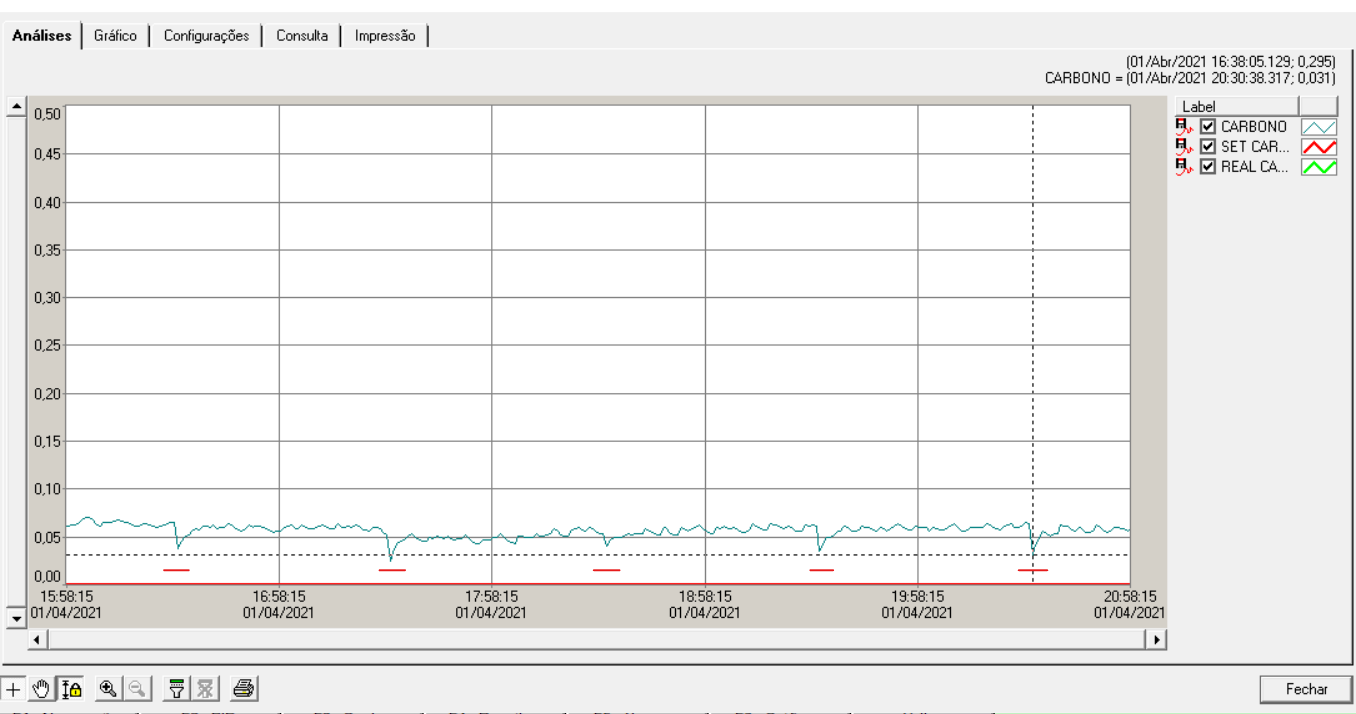 Análises Gráfico Configurações Consulta Impressão
(01/Abr/2021 16:38:05.129; 0,295)
CARBONO = (01/Abr/2021 20:30:38.317; 0,031)
Label
CARBONO
SET CAR...
REAL CA...
0,50
0,45
0,40
0,35
0,30
0,25
0,20
0,15
0,10
0,05
0,00
15:58:15 16:58:15 17:58:15 18:58:15 19:58:15 20:58:15
01/04/2021 01/04/2021 01/04/2021 01/04/2021 01/04/2021 01/04/2021
Fechar